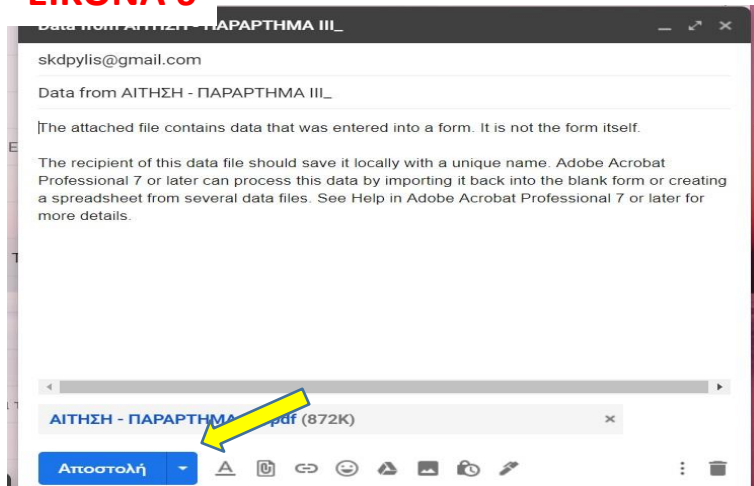 Data from ΑΙΤΗΣΗ - ΠΑΡΑΡΤΗΜΑ III_
skdpylis@gmail.com
Data from ΑΙΤΗΣΗ - ΠΑΡΑΡΤΗΜΑ III_
The attached file contains data that was entered into a form. It is not the form itself.
The recipient of this data file should save it locally with a unique name. Adobe Acrobat
Professional 7 or later can process this data by importing it back into the blank form or creating
a spreadsheet from several data files. See Help in Adobe Acrobat Professional 7 or later for
more details.
ΑΙΤΗΣΗ - ΠΑΡΑΡΤΗΜΑ pdf (872K)
Αποστολή